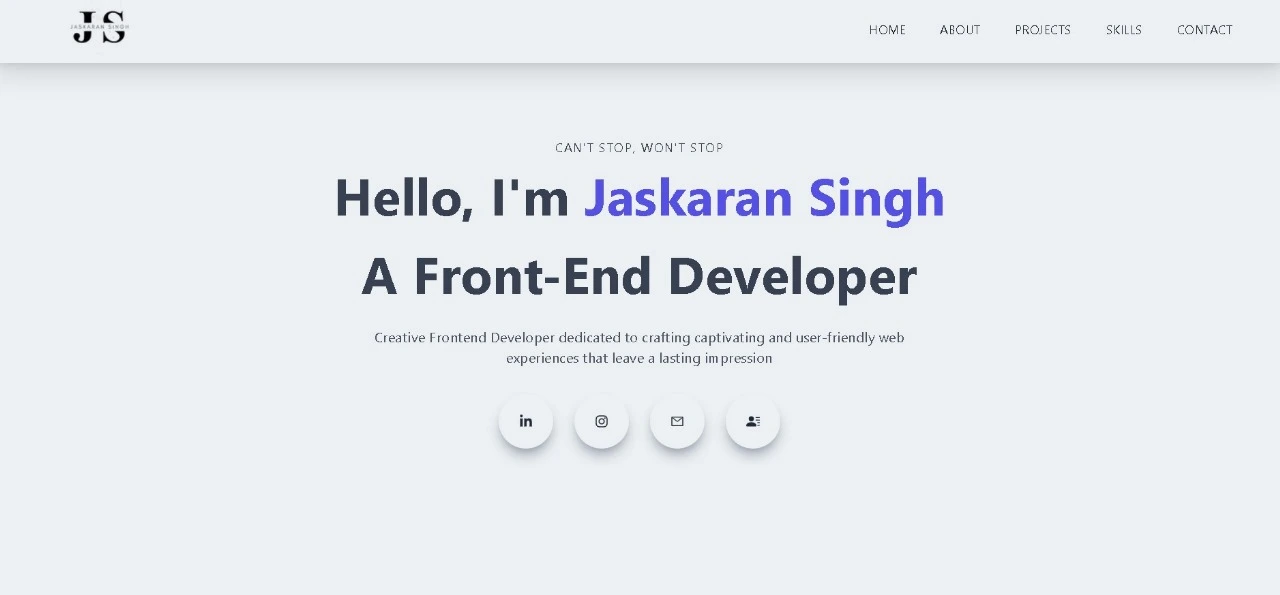 JS
JASKARAN SINGH
HOME ABOUT PROJECTS SKILLS CONTACT
CAN'T STOP, WON'T STOP
Hello, I'm Jaskaran Singh
A Front-End Developer
Creative Frontend Developer dedicated to crafting captivating and user-friendly web
experiences that leave a lasting impression
in